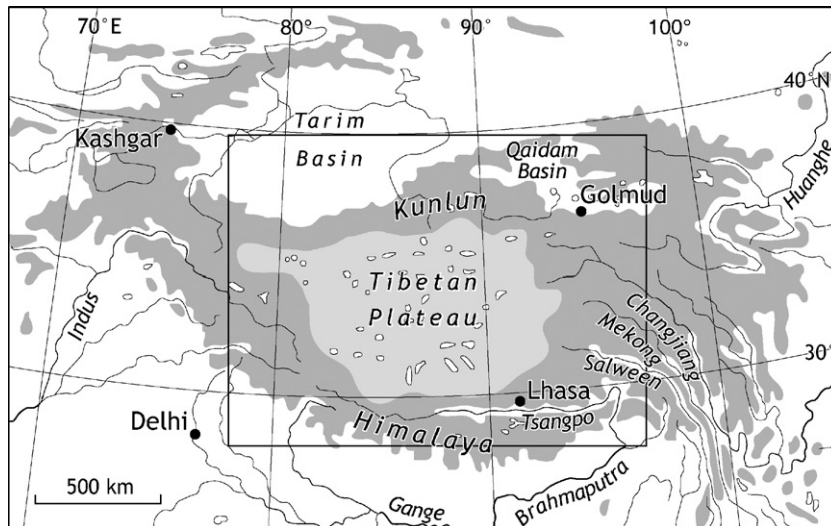 70°E
80°
90°
100°
40°N
Kashgar
Tarim
Basin
Qaidam
Basin
Golmud
Huanghe
Kunlun
Indus
Tibetan
Plateau
Changjiang
Mekong
Salween
30°
Lhasa
Delhi
Himalaya
Tsangpo
500 km
Gange
Brahmaputra